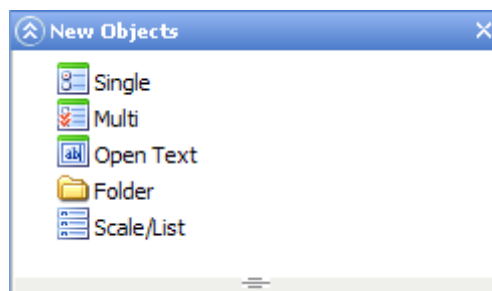 New Objects
Single
Multi
Open Text
Folder
Scale/List